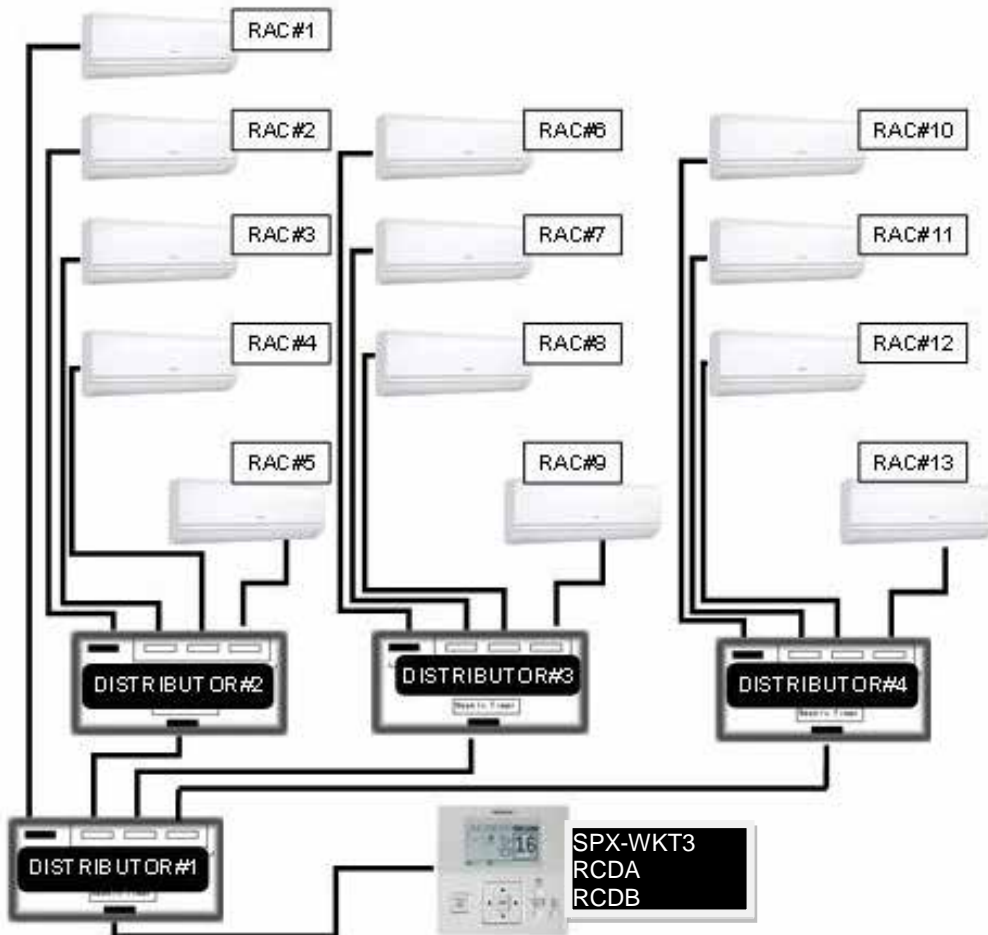 RAC#1
RAC#2
RAC#6
RAC#10
RAC#3
RAC#7
RAC#11
RAC#4
RAC#8
RAC#12
RAC#5
RAC#9
RAC#13
DISTRIBUTOR#2
DISTRIBUTOR#3
DISTRIBUTOR#4
DISTRIBUTOR#1
16
SPX-WKT3
RCDA
RCDB